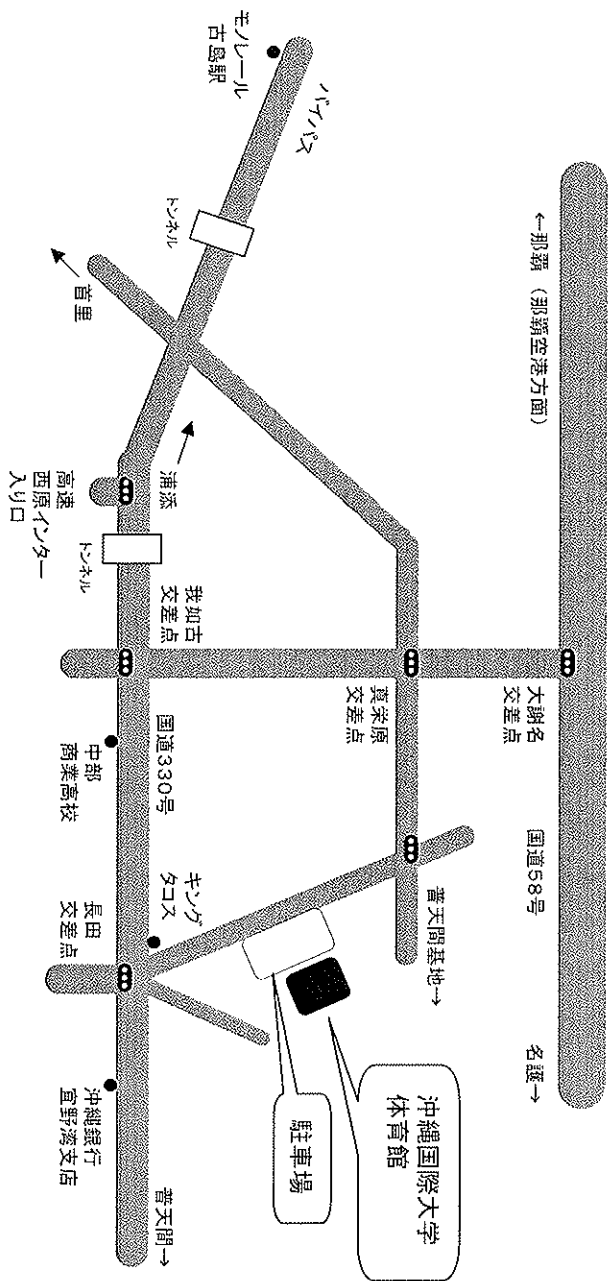 ←那覇（那覇空港方面）
大謝名
交差点
国道58号
名護→
モノレール
古島駅
バイパス
トンネル
首里
浦添
高速
西原インター
入り口
トンネル
我如古
交差点
真栄原
交差点
普天間基地→
国道330号
中部
商業高校
キング
タコス
長田
交差点
沖縄国際大学
体育館
駐車場
沖縄銀行
宜野湾支店
普天間→